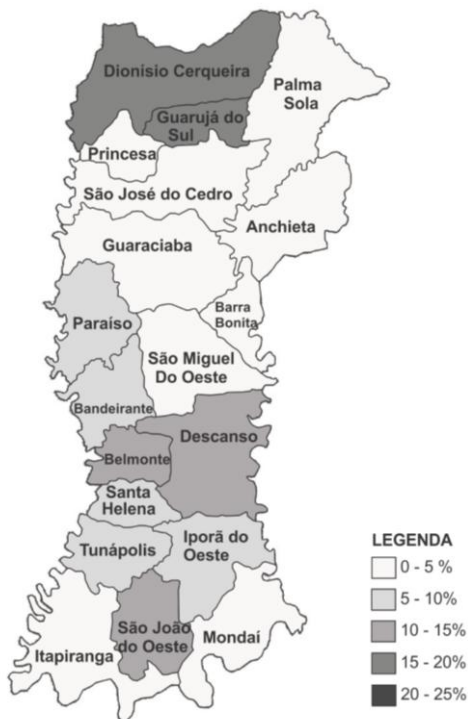 Dionísio Cerqueira
Palma
Sola
Guarujá do
Sul
Princesa
São José do Cedro
Anchieta
Guaraciaba
Barra
Bonita
Paraíso
São Miguel
Do Oeste
Bandeirante
Descanso
Belmonte
Santa
Helena
Iporã do
Oeste
Tunápolis
São João
do Oeste
Mondaí
Itapiranga
LEGENDA
0 - 5 %
5 - 10%
10 - 15%
15 - 20%
20 - 25%